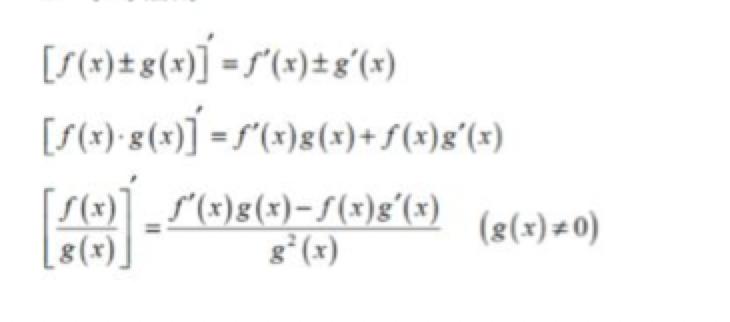 [f(x)±g(x)]′=f′(x)±g′(x)
[f(x)·g(x)]′=f′(x)g(x)+f(x)g′(x)
[f(x)/g(x)]′=(f′(x)g(x)−f(x)g′(x))/g²(x) (g(x)≠0)